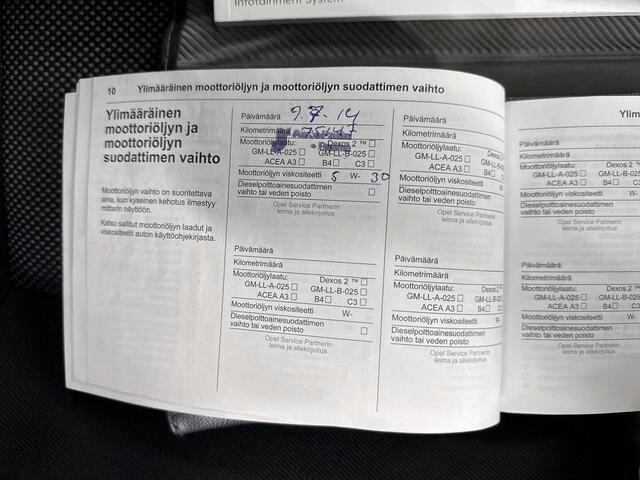 Infotainment System
10 Ylimääräinen moottoriöljyn ja moottoriöljyn suodattimen vaihto
Ylimääräinen
moottoriöljyn ja
moottoriöljyn
suodattimen vaihto
Moottoriöljyn vaihto on suoritettava
aina, kun kyseinen kehotus ilmestyy
mittarin näyttöön.
Katso sallitut moottoriöljyn laadut ja
viskositeetit auton käyttöohjekirjasta.
Päivämäärä 9.7-14
Kilometrimäärä 75147
Moottoriöljylaatu: Dexos 2 ™ ☐
GM-LL-A-025 ☐ GM-LL-B-025 ☐
ACEA A3 ☐ B4 ☐ C3 ☐
Moottoriöljyn viskositeetti 5 W- 30
Dieselpolttoainesuodattimen
vaihto tai veden poisto ☐
Opel Service Partnerin
leima ja allekirjoitus
Päivämäärä
Kilometrimäärä
Moottoriöljylaatu: Dexos 2 ™ ☐
GM-LL-A-025 ☐ GM-LL-B-025 ☐
ACEA A3 ☐ B4 ☐ C3 ☐
Moottoriöljyn viskositeetti W-
Dieselpolttoainesuodattimen
vaihto tai veden poisto ☐
Opel Service Partnerin
leima ja allekirjoitus
Päivämäärä
Kilometrimäärä
Moottoriöljylaatu:
GM-LL-A-025 ☐
ACEA A3 ☐
Moottoriöljyn viskositeetti
Dieselpolttoainesuodattimen
vaihto tai veden poisto
Opel Service Partnerin
leima ja allekirjoitus
Päivämäärä
Kilometrimäärä
Moottoriöljylaatu: Dexos 2
GM-LL-A-025 ☐ GM-LL-B-025
ACEA A3 ☐ B4 ☐
Moottoriöljyn viskositeetti W-
Dieselpolttoainesuodattimen
vaihto tai veden poisto
Opel Service Partnerin
leima ja allekirjoitus
Ylim
Päivämäärä
Kilometrimäärä
Moottoriöljylaatu: Dexos 2 ™
GM-LL-A-025 ☐ GM-LL-B-025
ACEA A3 ☐ B4 ☐
Moottoriöljyn viskositeetti W-
Dieselpolttoainesuodattimen
vaihto tai veden poisto
Opel Service Partnerin
leima ja allekirjoitus
Päivämäärä
Kilometrimäärä
Moottoriöljylaatu: Dexos 2 ™
GM-LL-A-025 ☐ GM-LL-B-025
ACEA A3 ☐ B4 ☐
Moottoriöljyn viskositeetti W-
Dieselpolttoainesuodattimen
vaihto tai veden poisto
Opel Service Partnerin
leima ja allekirjoitus